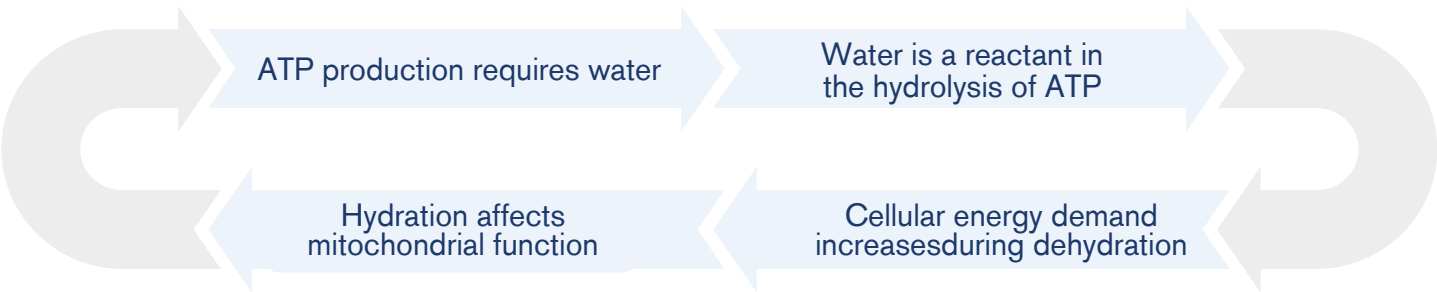 ATP production requires water
Water is a reactant in
the hydrolysis of ATP
Cellular energy demand
increasesduring dehydration
Hydration affects
mitochondrial function